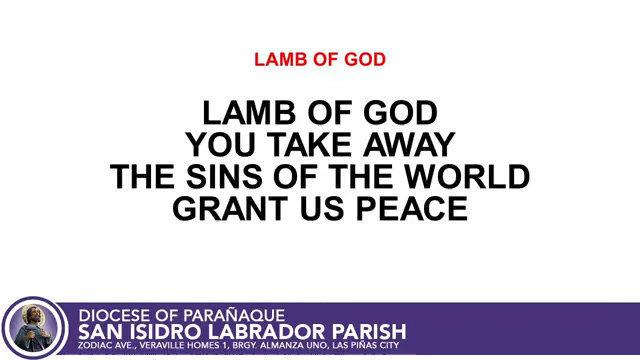 LAMB OF GOD
LAMB OF GOD
YOU TAKE AWAY
THE SINS OF THE WORLD
GRANT US PEACE
DIOCESE OF PARAÑAQUE
SAN ISIDRO LABRADOR PARISH
ZODIAC AVE., VERAVILLE HOMES 1, BRGY. ALMANZA UNO, LAS PIÑAS CITY